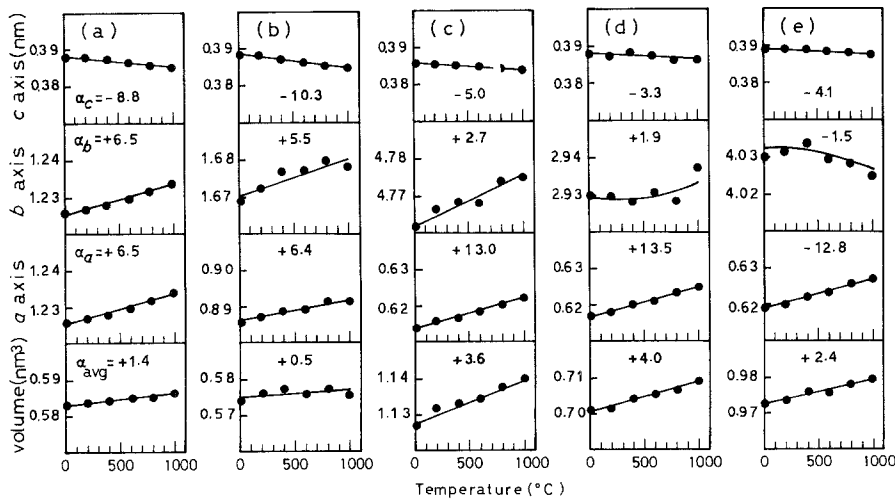 (a) (b) (c) (d) (e)
c axis(nm)
0.39 0.39 0.39 0.39 0.39
0.38 0.38 0.38 0.38 0.38
αc=-8.8 -10.3 -5.0 -3.3 -4.1
b axis
αb=+6.5 +5.5 +2.7 +1.9 -1.5
1.24 1.68 4.78 2.94 4.03
1.23 1.67 4.77 2.93 4.02
a axis
αa=+6.5 +6.4 +13.0 +13.5 -12.8
1.24 0.90 0.63 0.63 0.63
1.23 0.89 0.62 0.62 0.62
volume(nm³)
αavg=+1.4 +0.5 +3.6 +4.0 +2.4
0.59 0.58 1.14 0.71 0.98
0.58 0.57 1.13 0.70 0.97
0 500 1000 0 500 1000 0 500 1000 0 500 1000 0 500 1000
Temperature(°C)